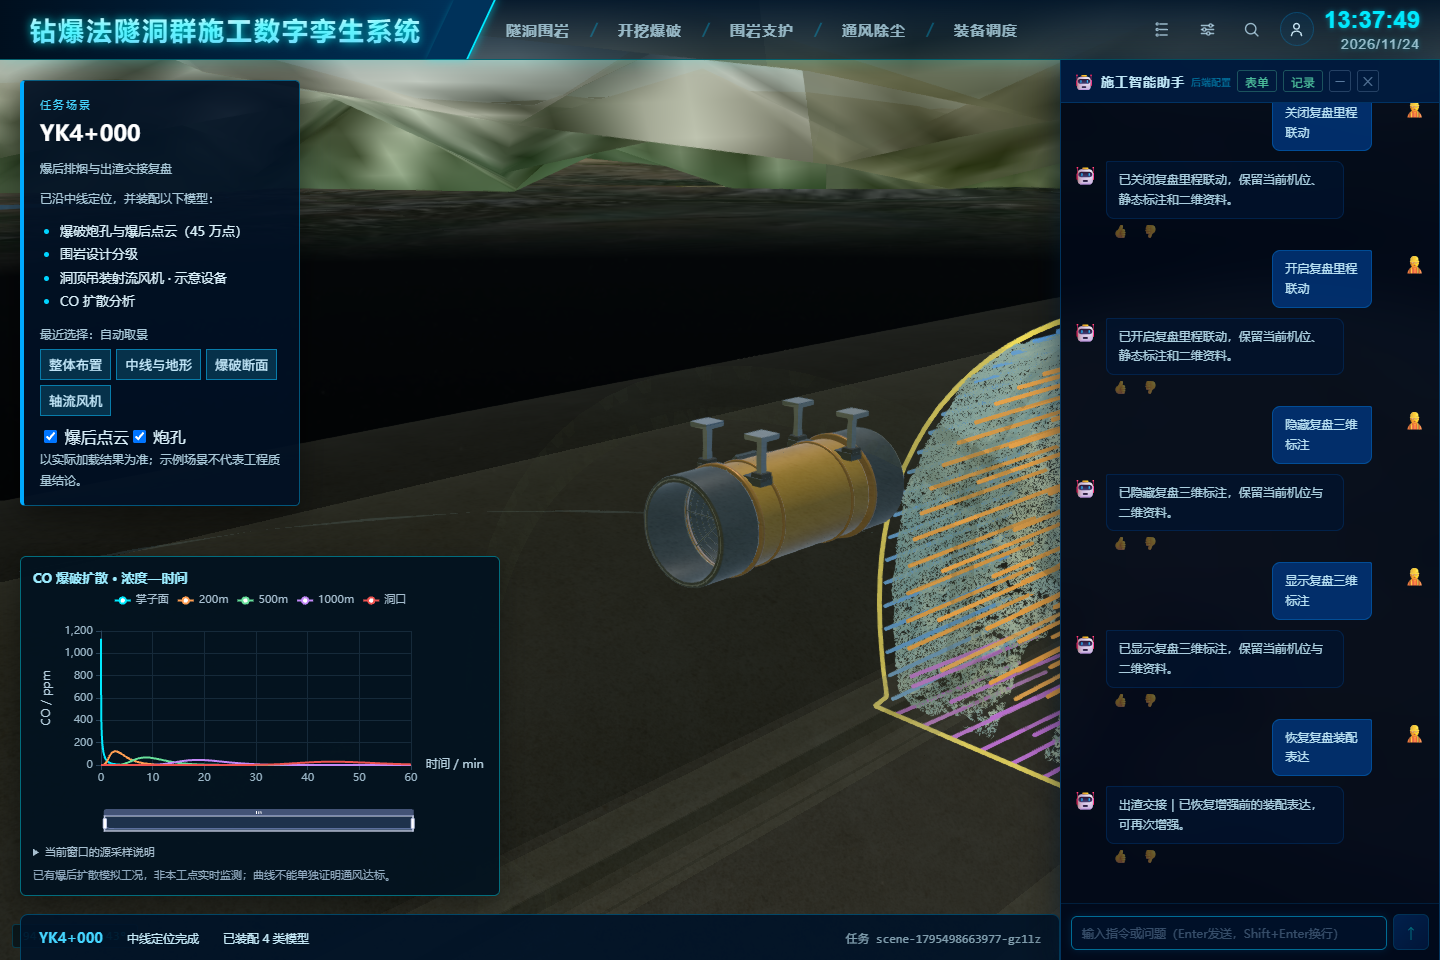 钻爆法隧洞群施工数字孪生系统
隧洞围岩 / 开挖爆破 / 围岩支护 / 通风除尘 / 装备调度
13:37:49
2026/11/24
任务场景
YK4+000
爆后排烟与出渣交接复盘
已沿中线定位，并装配以下模型：
爆破炮孔与爆后点云（45 万点）
围岩设计分级
洞顶吊装射流风机 · 示意设备
CO 扩散分析
最近选择：自动取景
整体布置 中线与地形 爆破断面
轴流风机
爆后点云 炮孔
以实际加载结果为准；示例场景不代表工程质
量结论。
CO 爆破扩散 • 浓度—时间
掌子面 200m 500m 1000m 洞口
CO / ppm
1,200
1,000
800
600
400
200
0
0 10 20 30 40 50 60
时间 / min
当前窗口的源采样说明
已有爆后扩散模拟工况，非本工点实时监测；曲线不能单独证明通风达标。
YK4+000 中线定位完成 已装配 4 类模型
任务 scene-1795498663977-gz1lz
施工智能助手 后端配置 表单 记录
关闭复盘里程
联动
已关闭复盘里程联动，保留当前机位、
静态标注和二维资料。
开启复盘里程
联动
已开启复盘里程联动，保留当前机位、
静态标注和二维资料。
隐藏复盘三维
标注
已隐藏复盘三维标注，保留当前机位与
二维资料。
显示复盘三维
标注
已显示复盘三维标注，保留当前机位与
二维资料。
恢复复盘装配
表达
出渣交接 | 已恢复增强前的装配表达，
可再次增强。
输入指令或问题（Enter发送，Shift+Enter换行）